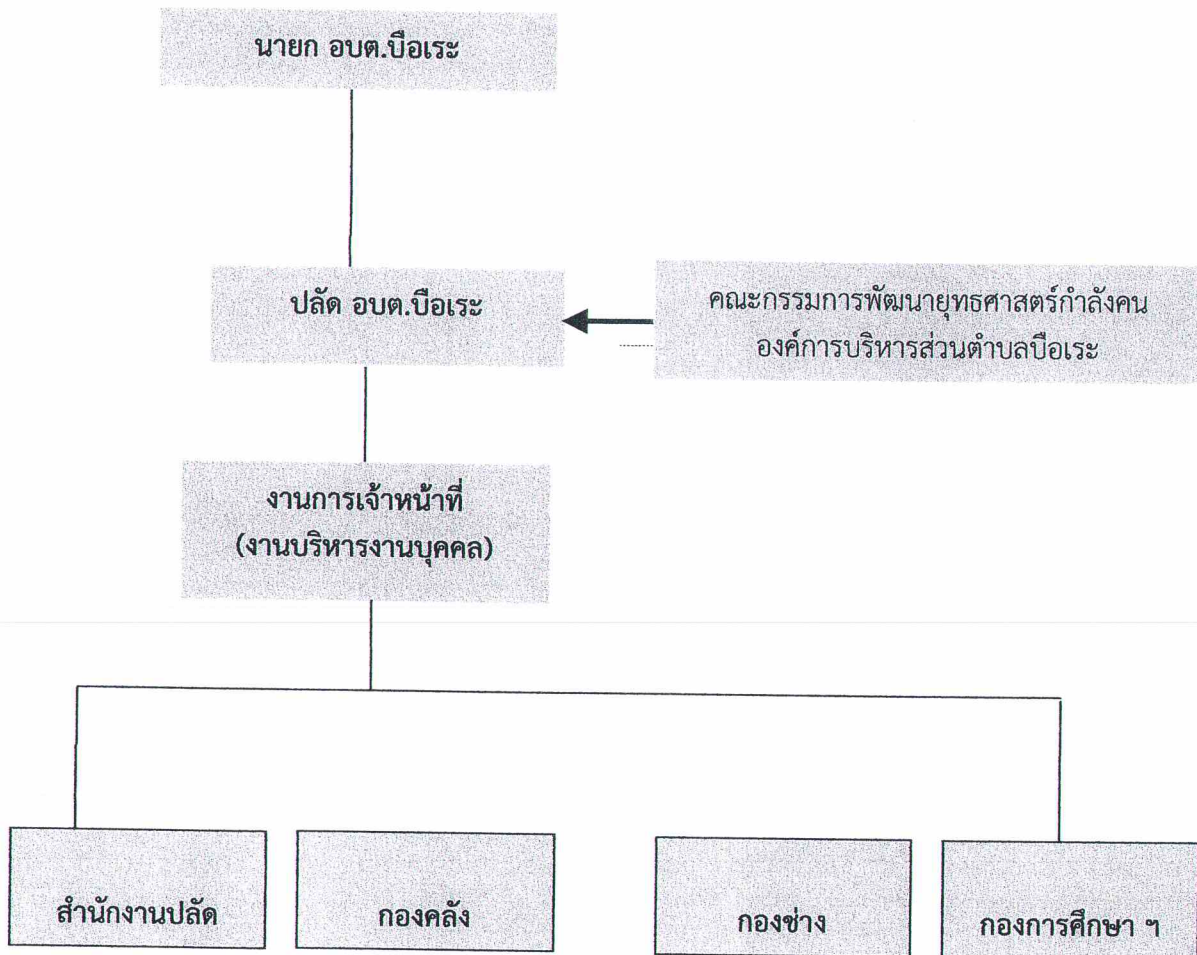 นายก อบต.บือเระ
ปลัด อบต.บือเระ
คณะกรรมการพัฒนายุทธศาสตร์กำลังคน
องค์การบริหารส่วนตำบลบือเระ
งานการเจ้าหน้าที่
(งานบริหารงานบุคคล)
สำนักงานปลัด
กองคลัง
กองช่าง
กองการศึกษา ฯ